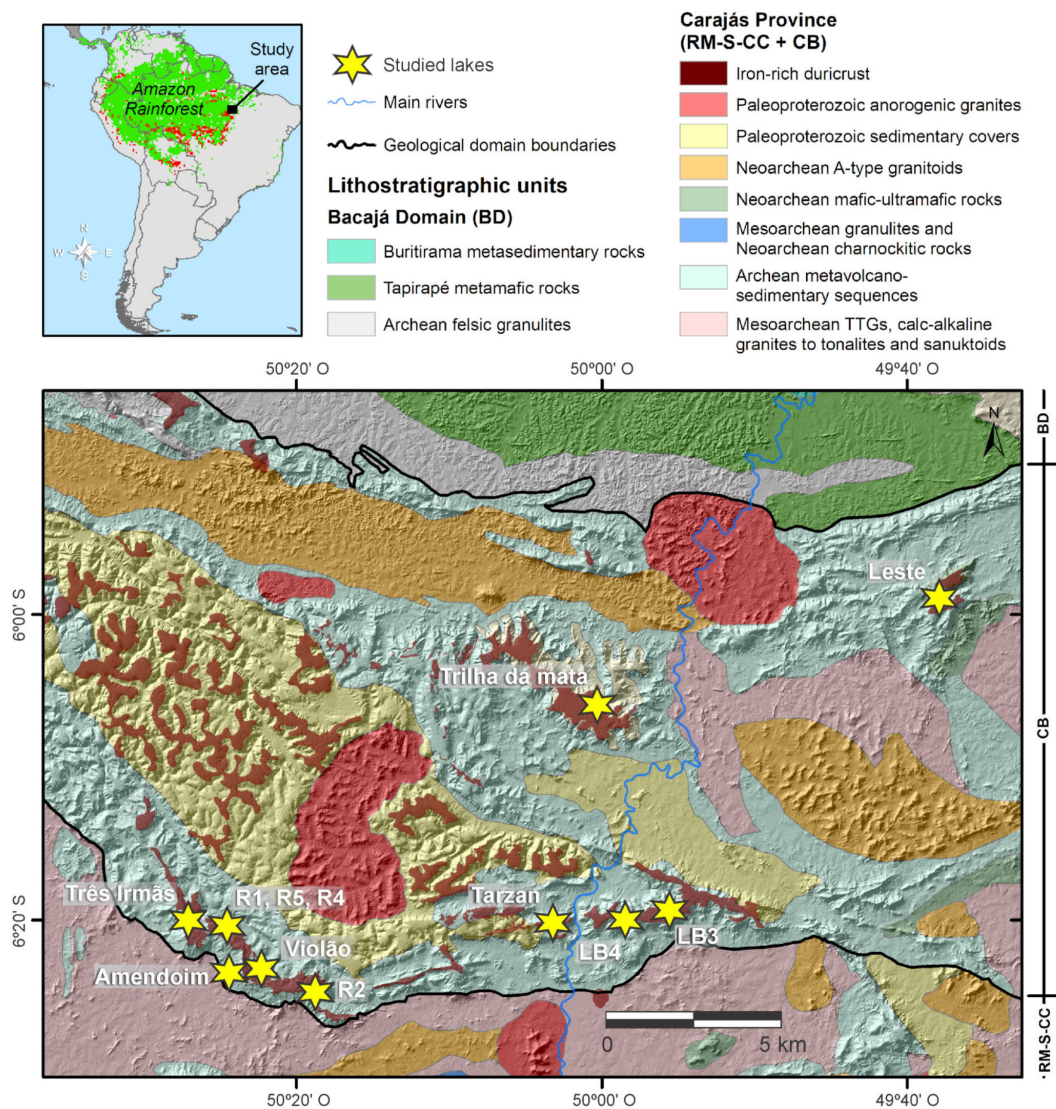 Study
area
Amazon
Rainforest
N
W E
S
Studied lakes
Main rivers
Geological domain boundaries
Lithostratigraphic units
Bacajá Domain (BD)
Buritirama metasedimentary rocks
Tapirapé metamafic rocks
Archean felsic granulites
Carajás Province
(RM-S-CC + CB)
Iron-rich duricrust
Paleoproterozoic anorogenic granites
Paleoproterozoic sedimentary covers
Neoarchean A-type granitoids
Neoarchean mafic-ultramafic rocks
Mesoarchean granulites and
Neoarchean charnockitic rocks
Archean metavolcano-
sedimentary sequences
Mesoarchean TTGs, calc-alkaline
granites to tonalites and sanuktoids
50°20' O
50°00' O
49°40' O
N
BD
Leste
6°00' S
Trilha da mata
CB
Três Irmãs
R1, R5, R4
Tarzan
6°20' S
Violão
LB4
LB3
Amendoim
R2
0
5 km
RM-S-CC
50°20' O
50°00' O
49°40' O